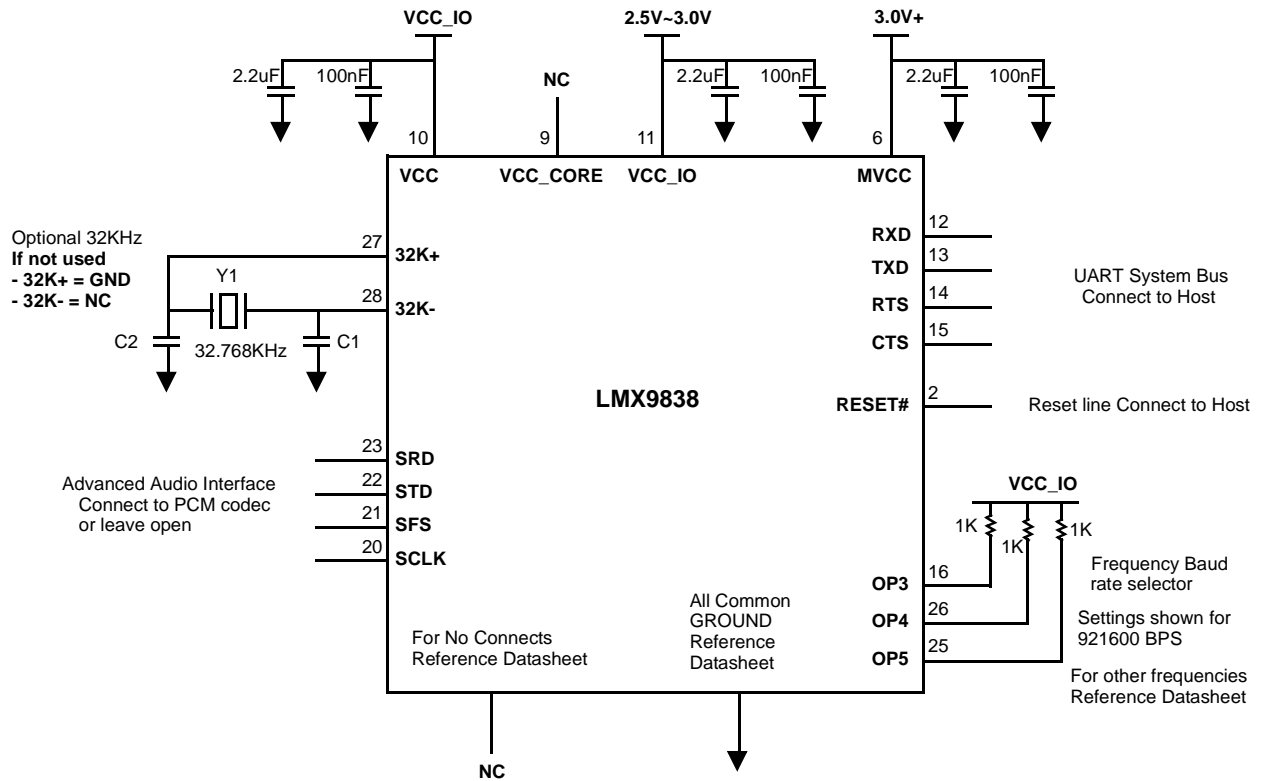 VCC_IO
2.5V~3.0V
3.0V+
2.2uF
100nF
NC
2.2uF
100nF
2.2uF
100nF
10
9
11
6
VCC
VCC_CORE
VCC_IO
MVCC
Optional 32KHz
If not used
- 32K+ = GND
- 32K- = NC
27
32K+
Y1
28
32K-
C2
32.768KHz
C1
RXD
12
TXD
13
RTS
14
CTS
15
UART System Bus
Connect to Host
LMX9838
RESET#
2
Reset line Connect to Host
Advanced Audio Interface
Connect to PCM codec
or leave open
23
SRD
22
STD
21
SFS
20
SCLK
VCC_IO
1K
1K
1K
OP3
16
OP4
26
OP5
25
Frequency Baud
rate selector
Settings shown for
921600 BPS
For other frequencies
Reference Datasheet
For No Connects
Reference Datasheet
All Common
GROUND
Reference
Datasheet
NC